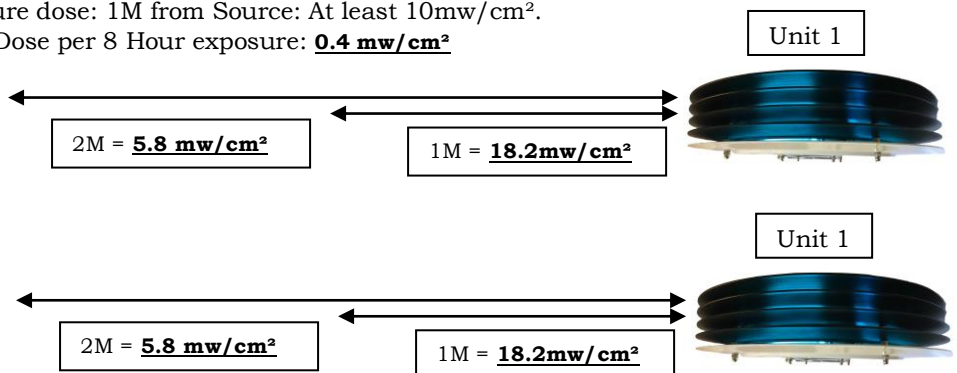 ure dose: 1M from Source: At least 10mw/cm².
Dose per 8 Hour exposure: 0.4 mw/cm²
Unit 1
2M = 5.8 mw/cm²
1M = 18.2mw/cm²
Unit 1
2M = 5.8 mw/cm²
1M = 18.2mw/cm²